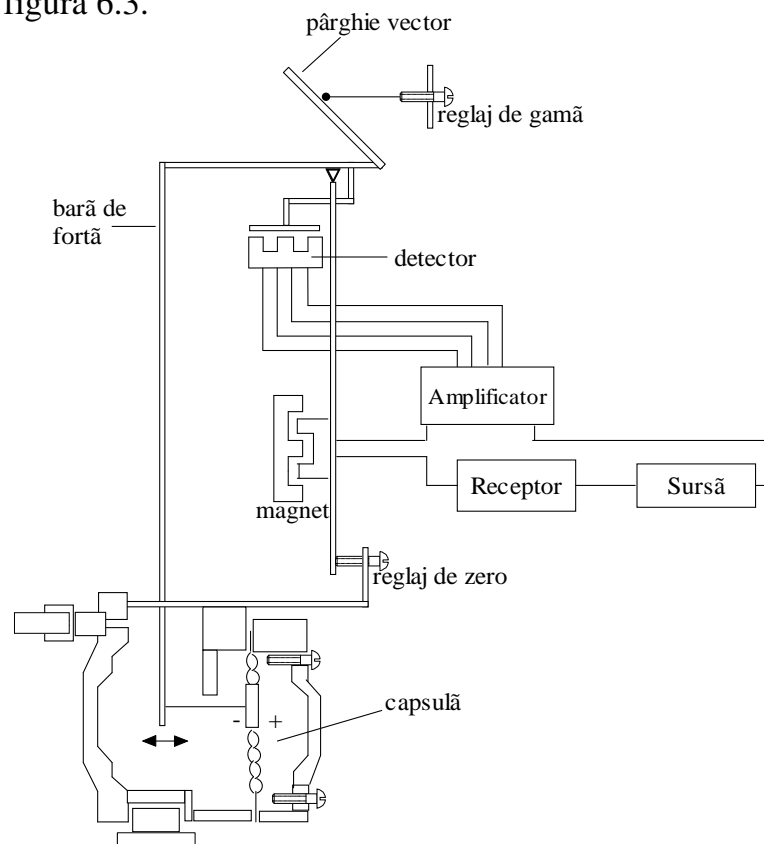 figura 6.3.
pârghie vector
reglaj de gamã
barã de
fortã
detector
Amplificator
Receptor
Sursã
magnet
reglaj de zero
capsulã
- +